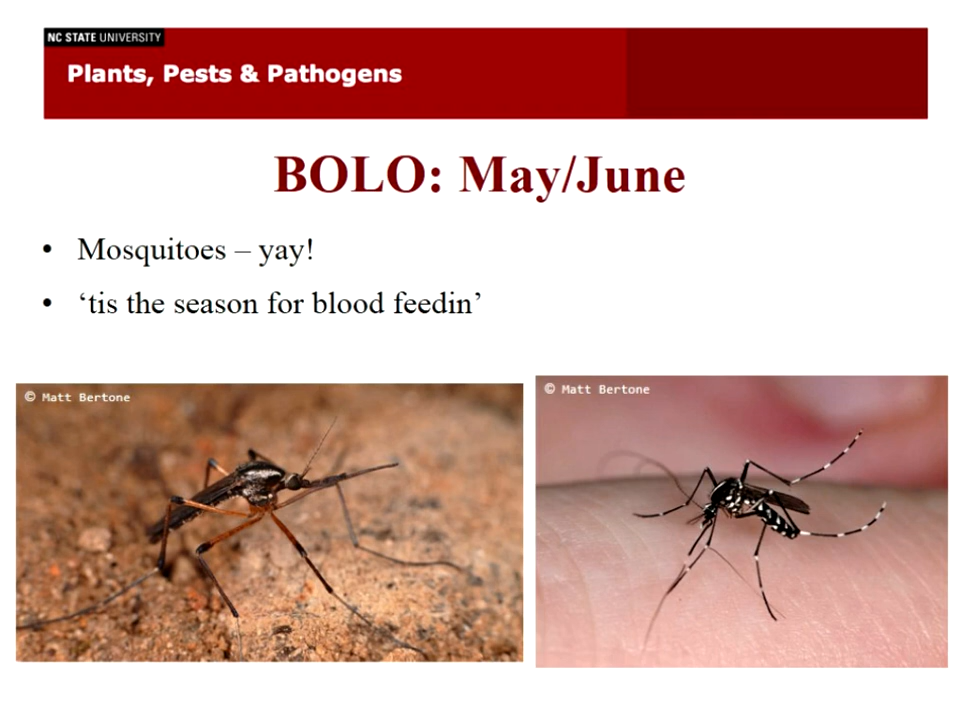 NC STATE UNIVERSITY
Plants, Pests & Pathogens
BOLO: May/June
• Mosquitoes – yay!
• ‘tis the season for blood feedin’
© Matt Bertone
© Matt Bertone